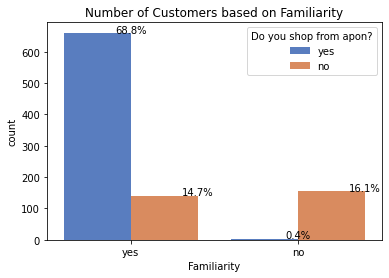 Number of Customers based on Familiarity
Do you shop from apon?
yes
no
68.8%
14.7%
0.4%
16.1%
600
500
400
300
200
100
0
count
yes no
Familiarity